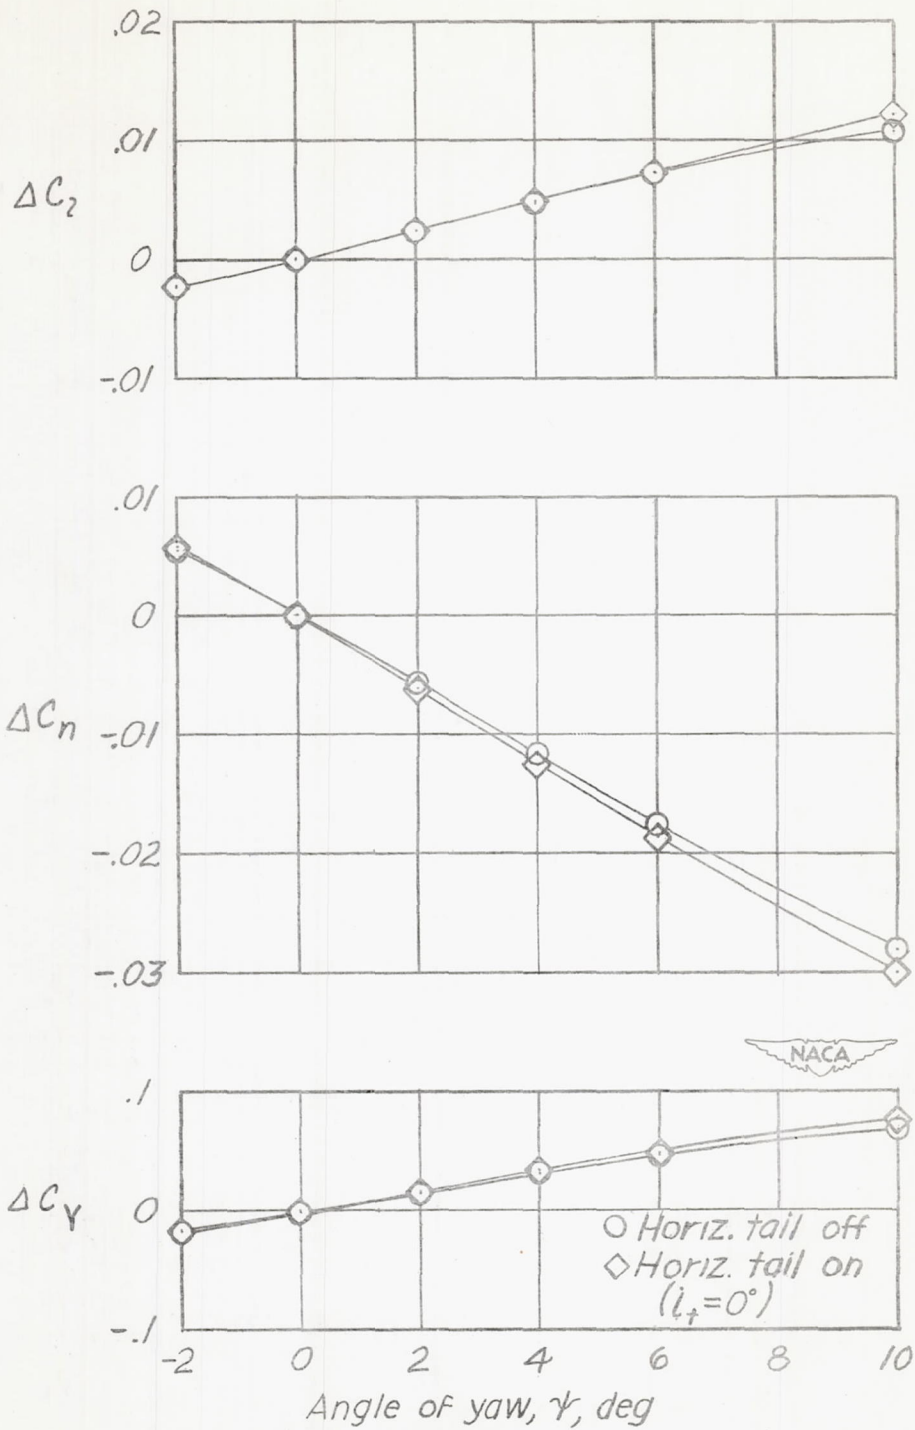 .02
.01
ΔC_l
0
-.01
.01
0
ΔC_n
-.01
-.02
-.03
NACA
.1
ΔC_Y
0
○ Horiz. tail off
◇ Horiz. tail on
(i_t=0°)
-.1
-2 0 2 4 6 8 10
Angle of yaw, ψ, deg